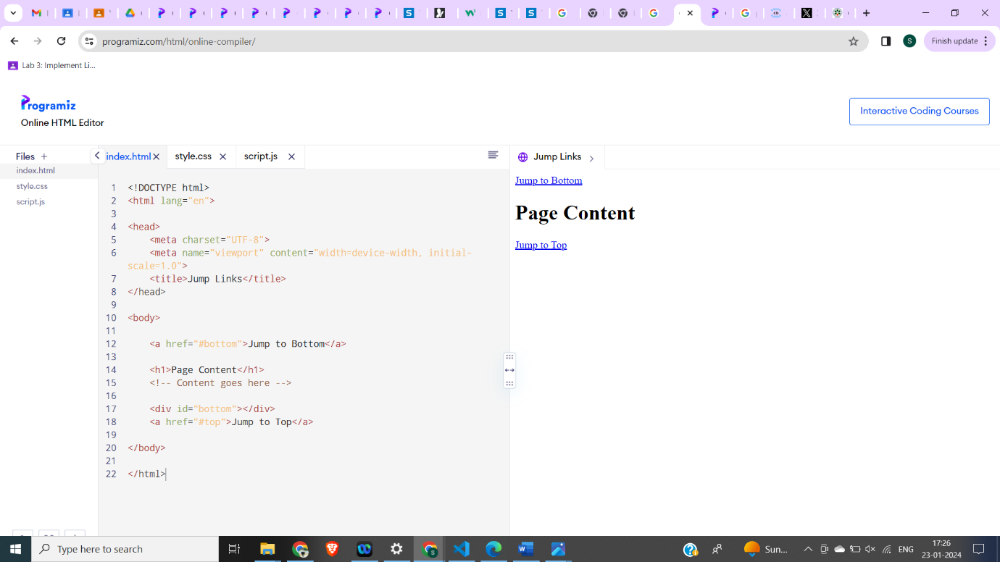 programiz.com/html/online-compiler/
Finish update
S
Lab 3: Implement Li...
Programiz
Online HTML Editor
Interactive Coding Courses
Files +
index.html
style.css
script.js
index.html
style.css
script.js
1 <!DOCTYPE html>
2 <html lang="en">
3
4 <head>
5 <meta charset="UTF-8">
6 <meta name="viewport" content="width=device-width, initial-
scale=1.0">
7 <title>Jump Links</title>
8 </head>
9
10 <body>
11
12 <a href="#bottom">Jump to Bottom</a>
13
14 <h1>Page Content</h1>
15 <!-- Content goes here -->
16
17 <div id="bottom"></div>
18 <a href="#top">Jump to Top</a>
19
20 </body>
21
22 </html>
Jump Links
Jump to Bottom
Page Content
Jump to Top
Type here to search
Sun...
ENG
17:26
23-01-2024